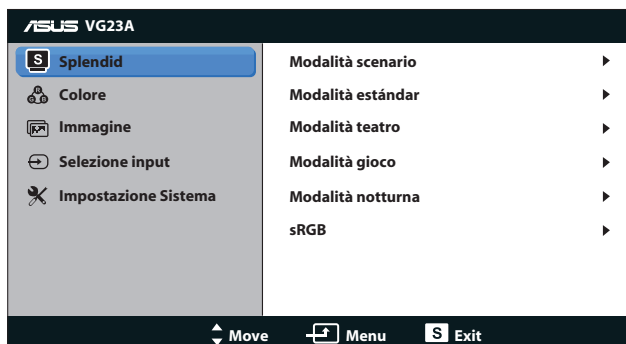 ASUS VG23A
S Splendid
Colore
Immagine
Selezione input
Impostazione Sistema
Modalità scenario
Modalità estándar
Modalità teatro
Modalità gioco
Modalità notturna
sRGB
Move Menu S Exit